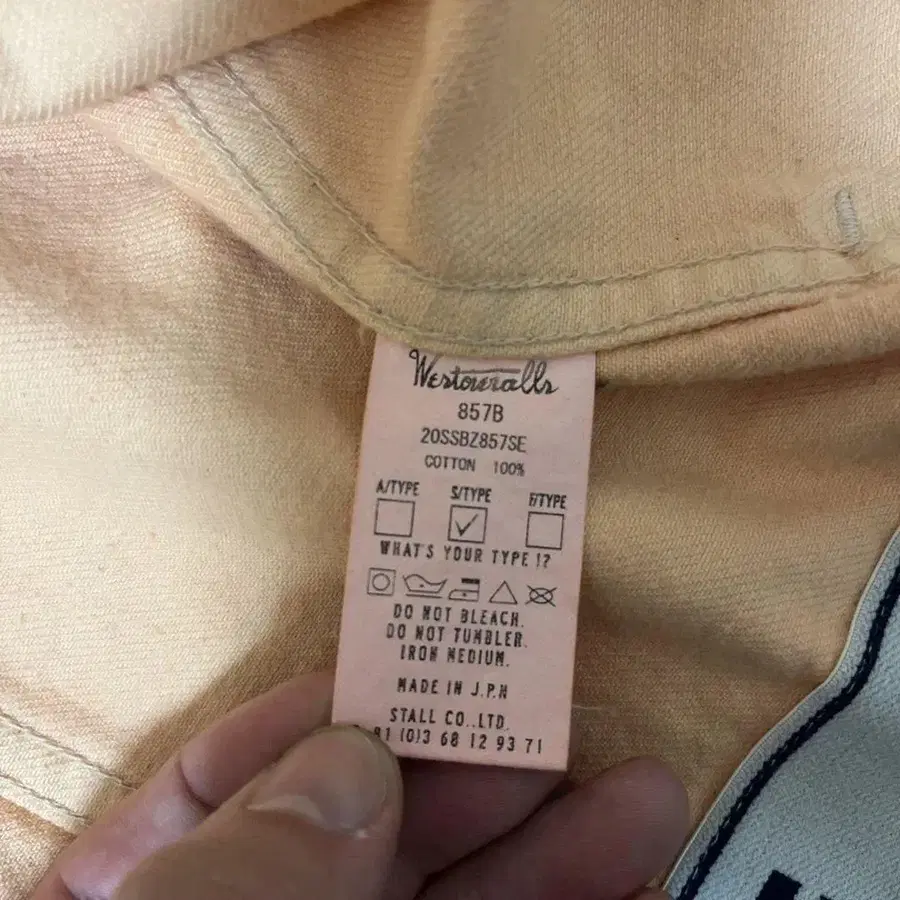 Westoveralls
857B
20SSBZ857SE
COTTON 100%
A/TYPE S/TYPE F/TYPE
WHAT'S YOUR TYPE !?
DO NOT BLEACH.
DO NOT TUMBLER.
IRON MEDIUM.
MADE IN J.P.N
STALL CO.,LTD.
81 (0)3 68 12 93 71